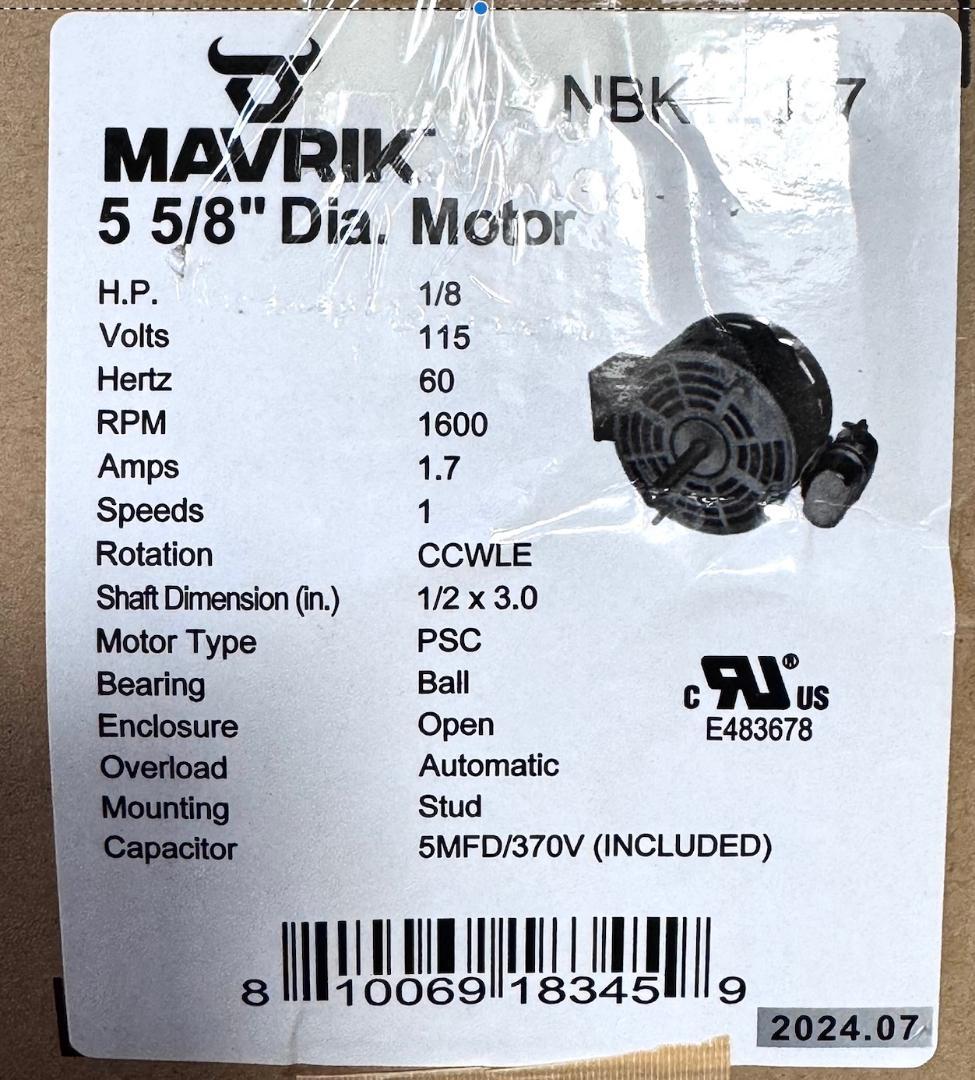 MAVRIK
5 5/8" Dia. Motor
H.P. 1/8
Volts 115
Hertz 60
RPM 1600
Amps 1.7
Speeds 1
Rotation CCWLE
Shaft Dimension (in.) 1/2 x 3.0
Motor Type PSC
Bearing Ball
Enclosure Open
Overload Automatic
Mounting Stud
Capacitor 5MFD/370V (INCLUDED)
C RU® US
E483678
8 10069 18345 9
2024.07